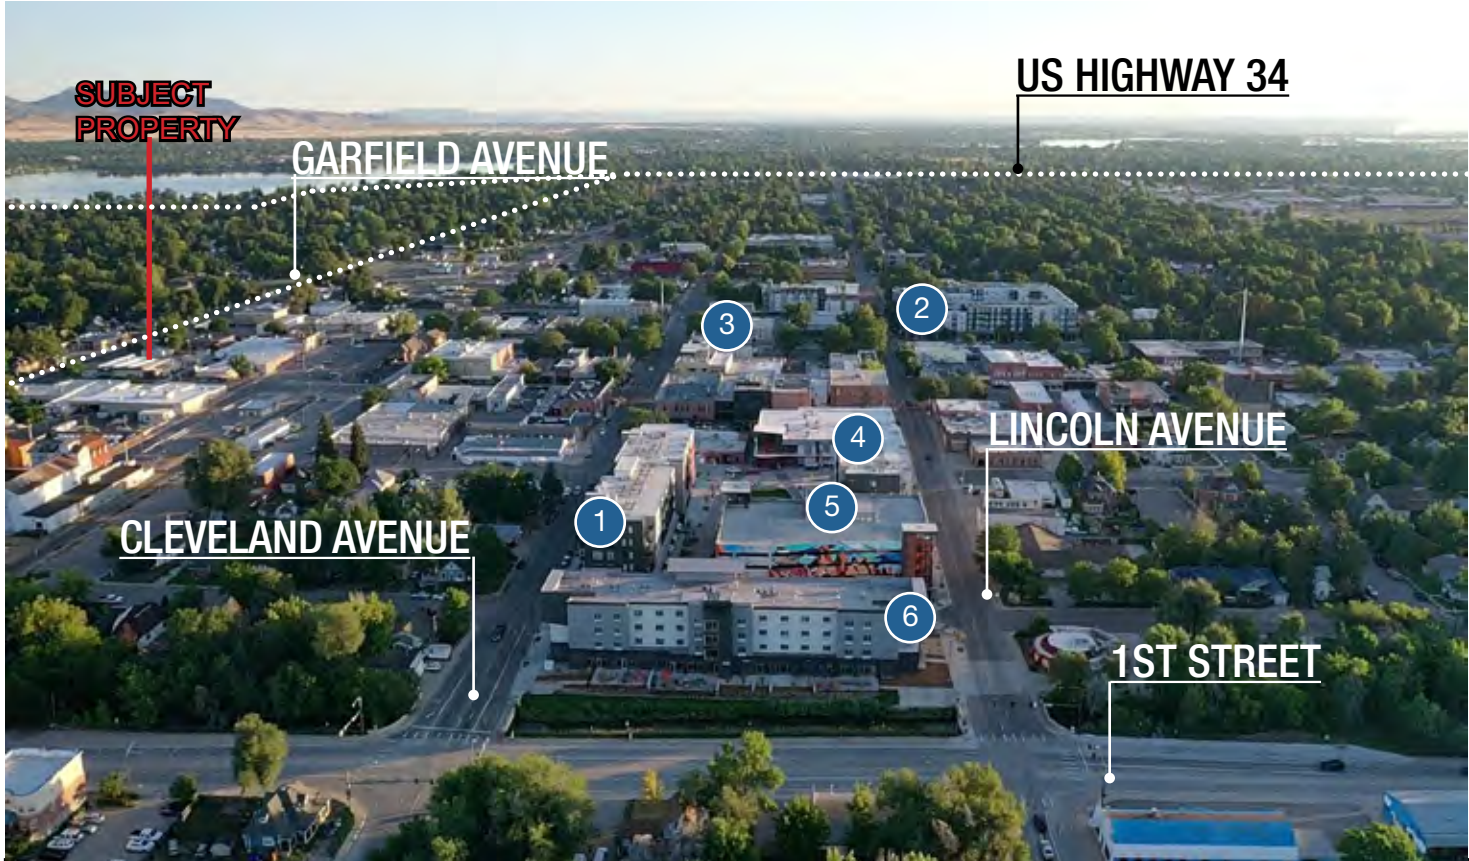 US HIGHWAY 34
SUBJECT
PROPERTY
GARFIELD AVENUE
2
3
LINCOLN AVENUE
4
5
1
CLEVELAND AVENUE
6
1ST STREET